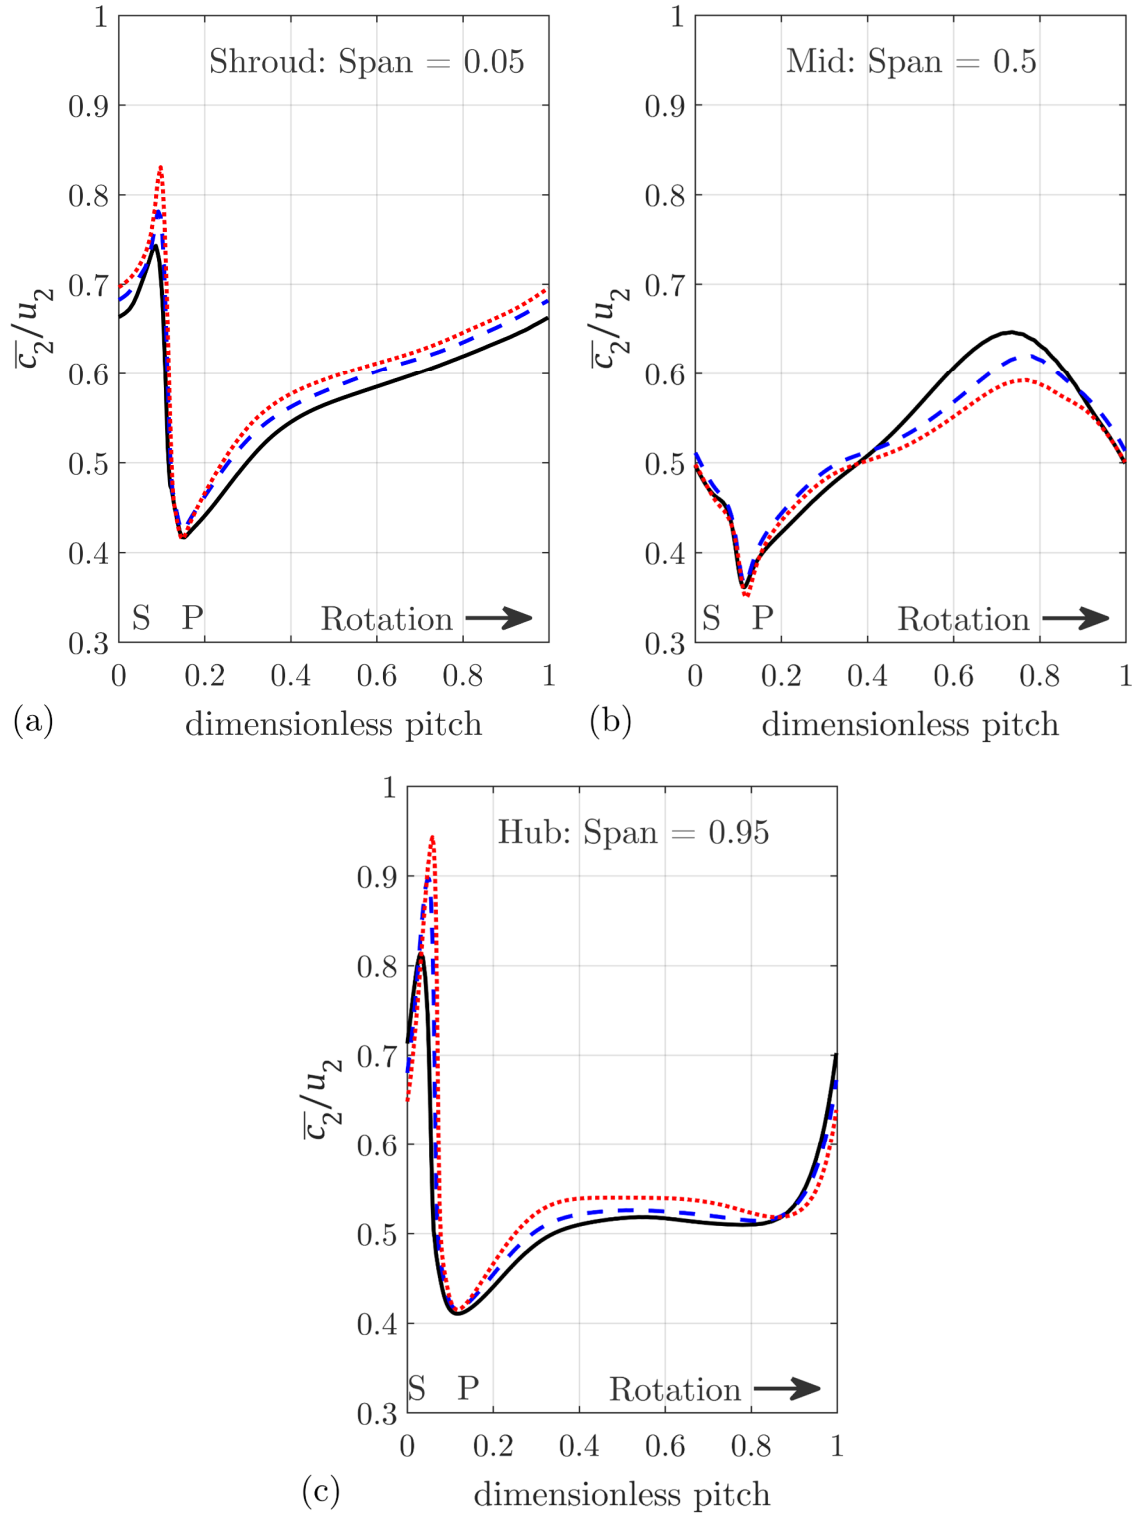 1
0.9
0.8
0.7
0.6
0.5
0.4
0.3
c̅₂/u₂
Shroud: Span = 0.05
S P Rotation
0 0.2 0.4 0.6 0.8 1
dimensionless pitch
(a)
1
0.9
0.8
0.7
0.6
0.5
0.4
0.3
c̅₂/u₂
Mid: Span = 0.5
S P Rotation
0 0.2 0.4 0.6 0.8 1
dimensionless pitch
(b)
1
0.9
0.8
0.7
0.6
0.5
0.4
0.3
c̅₂/u₂
Hub: Span = 0.95
S P Rotation
0 0.2 0.4 0.6 0.8 1
dimensionless pitch
(c)